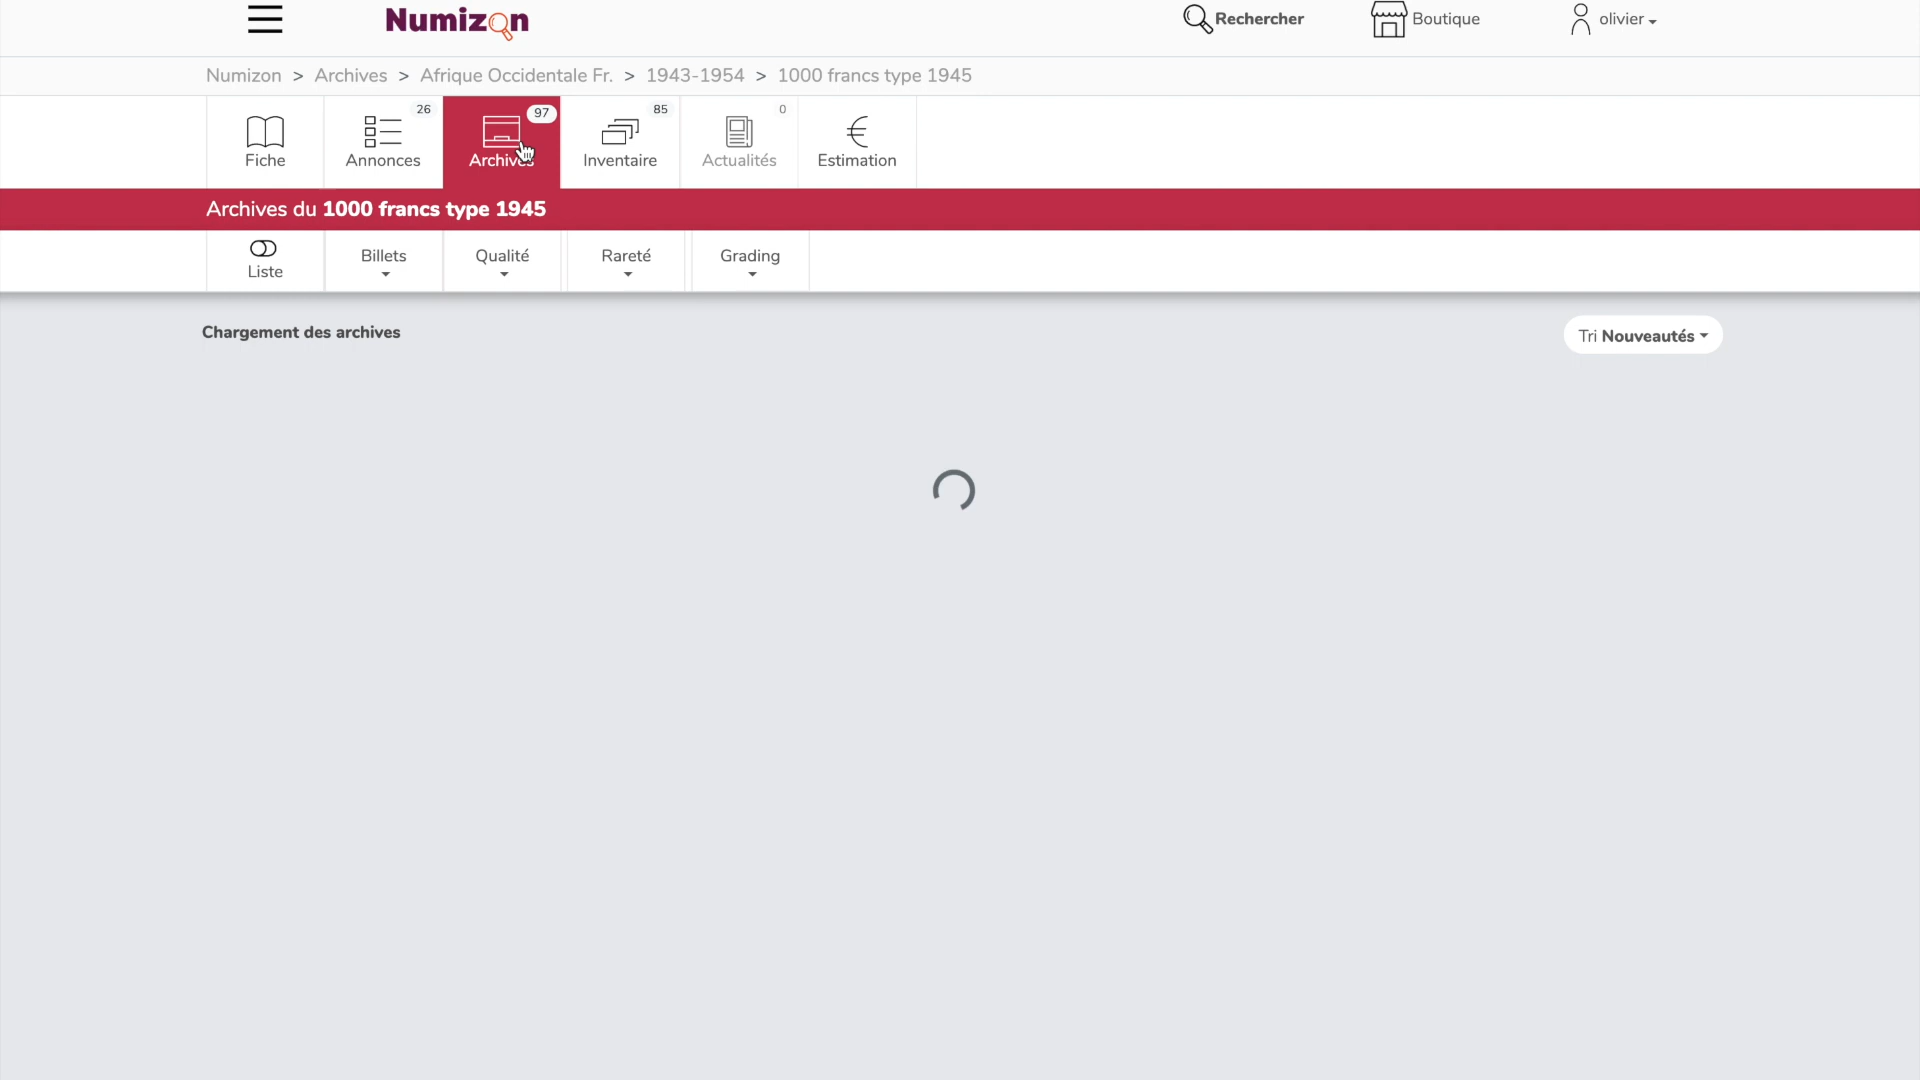 Numizon
Rechercher
Boutique
olivier
Numizon > Archives > Afrique Occidentale Fr. > 1943-1954 > 1000 francs type 1945
Fiche
26
Annonces
97
Archives
85
Inventaire
0
Actualités
Estimation
Archives du 1000 francs type 1945
Liste
Billets
Qualité
Rareté
Grading
Chargement des archives
Tri Nouveautés